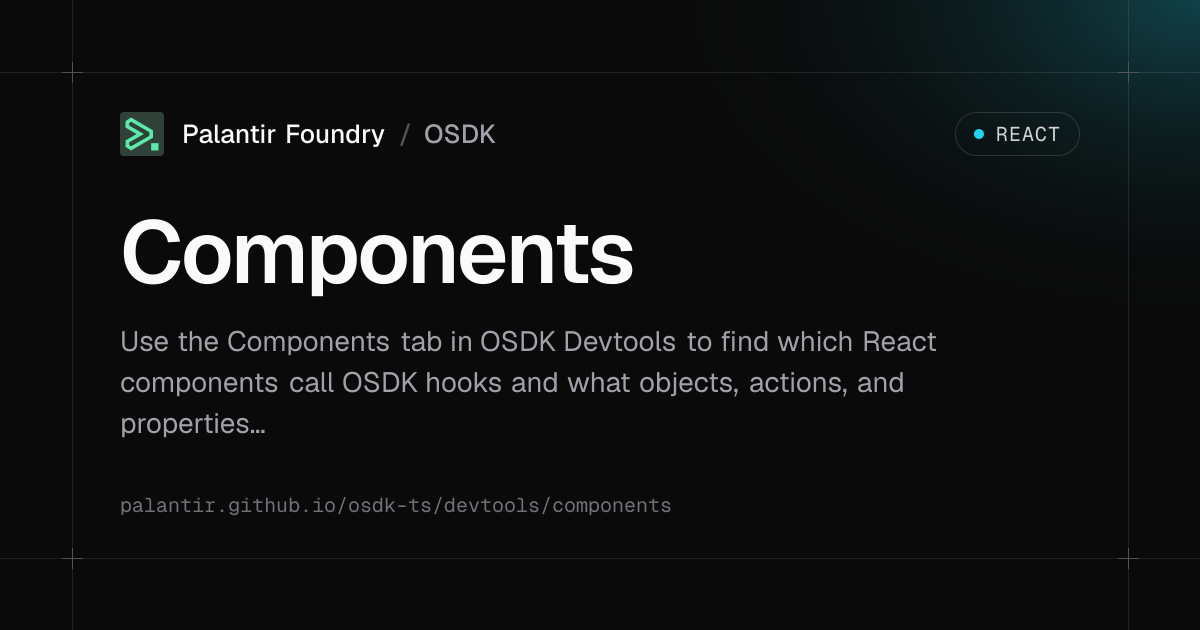 Palantir Foundry / OSDK
REACT
Components
Use the Components tab in OSDK Devtools to find which React
components call OSDK hooks and what objects, actions, and
properties…
palantir.github.io/osdk-ts/devtools/components